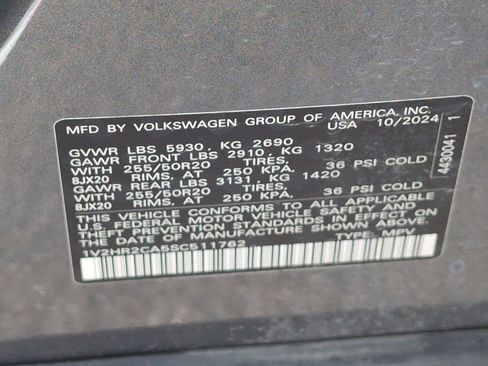 MFD BY VOLKSWAGEN GROUP OF AMERICA, INC.
USA 10/2024
GVWR LBS 5930, KG 2690
GAWR FRONT LBS 2910, KG 1320
WITH 255/50R20 TIRES,
8JX20 RIMS, AT 250 KPA, 36 PSI COLD
GAWR REAR LBS 3131, KG 1420
WITH 255/50R20 TIRES,
8JX20 RIMS, AT 250 KPA, 36 PSI COLD
THIS VEHICLE CONFORMS TO ALL APPLICABLE
U.S. FEDERAL MOTOR VEHICLE SAFETY AND
THEFT PREVENTION STANDARDS IN EFFECT ON THE
DATE OF MANUFACTURE SHOWN ABOVE.
TYPE: MPV
4430041 1